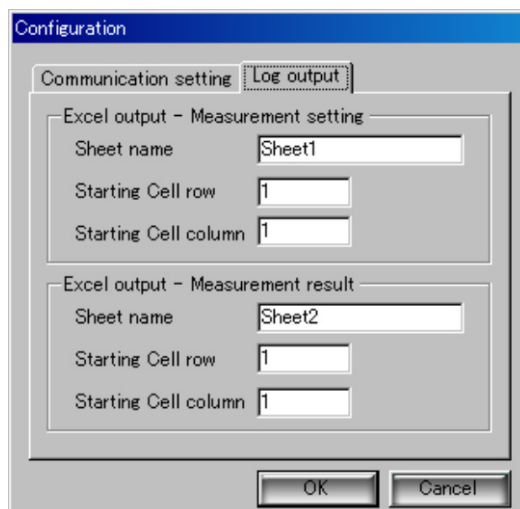 Configuration
Communication setting Log output
Excel output - Measurement setting
Sheet name Sheet1
Starting Cell row 1
Starting Cell column 1
Excel output - Measurement result
Sheet name Sheet2
Starting Cell row 1
Starting Cell column 1
OK Cancel